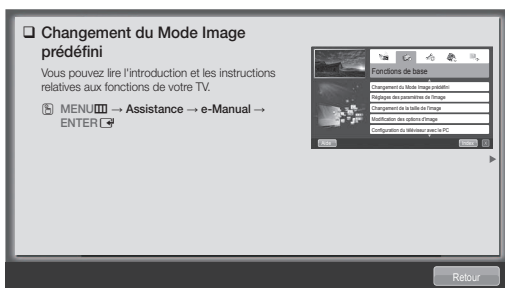 ❑ Changement du Mode Image
prédéfini
Vous pouvez lire l'introduction et les instructions
relatives aux fonctions de votre TV.
MENU → Assistance → e-Manual →
ENTER
Fonctions de base
Changement du Mode Image prédéfini
Réglages des paramètres de l'image
Changement de la taille de l'image
Modification des options d'image
Configuration du téléviseur avec le PC
Index
Retour